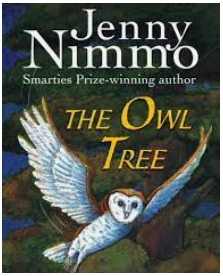 Jenny
Nimmo
Smarties Prize-winning author
THE OWL
TREE